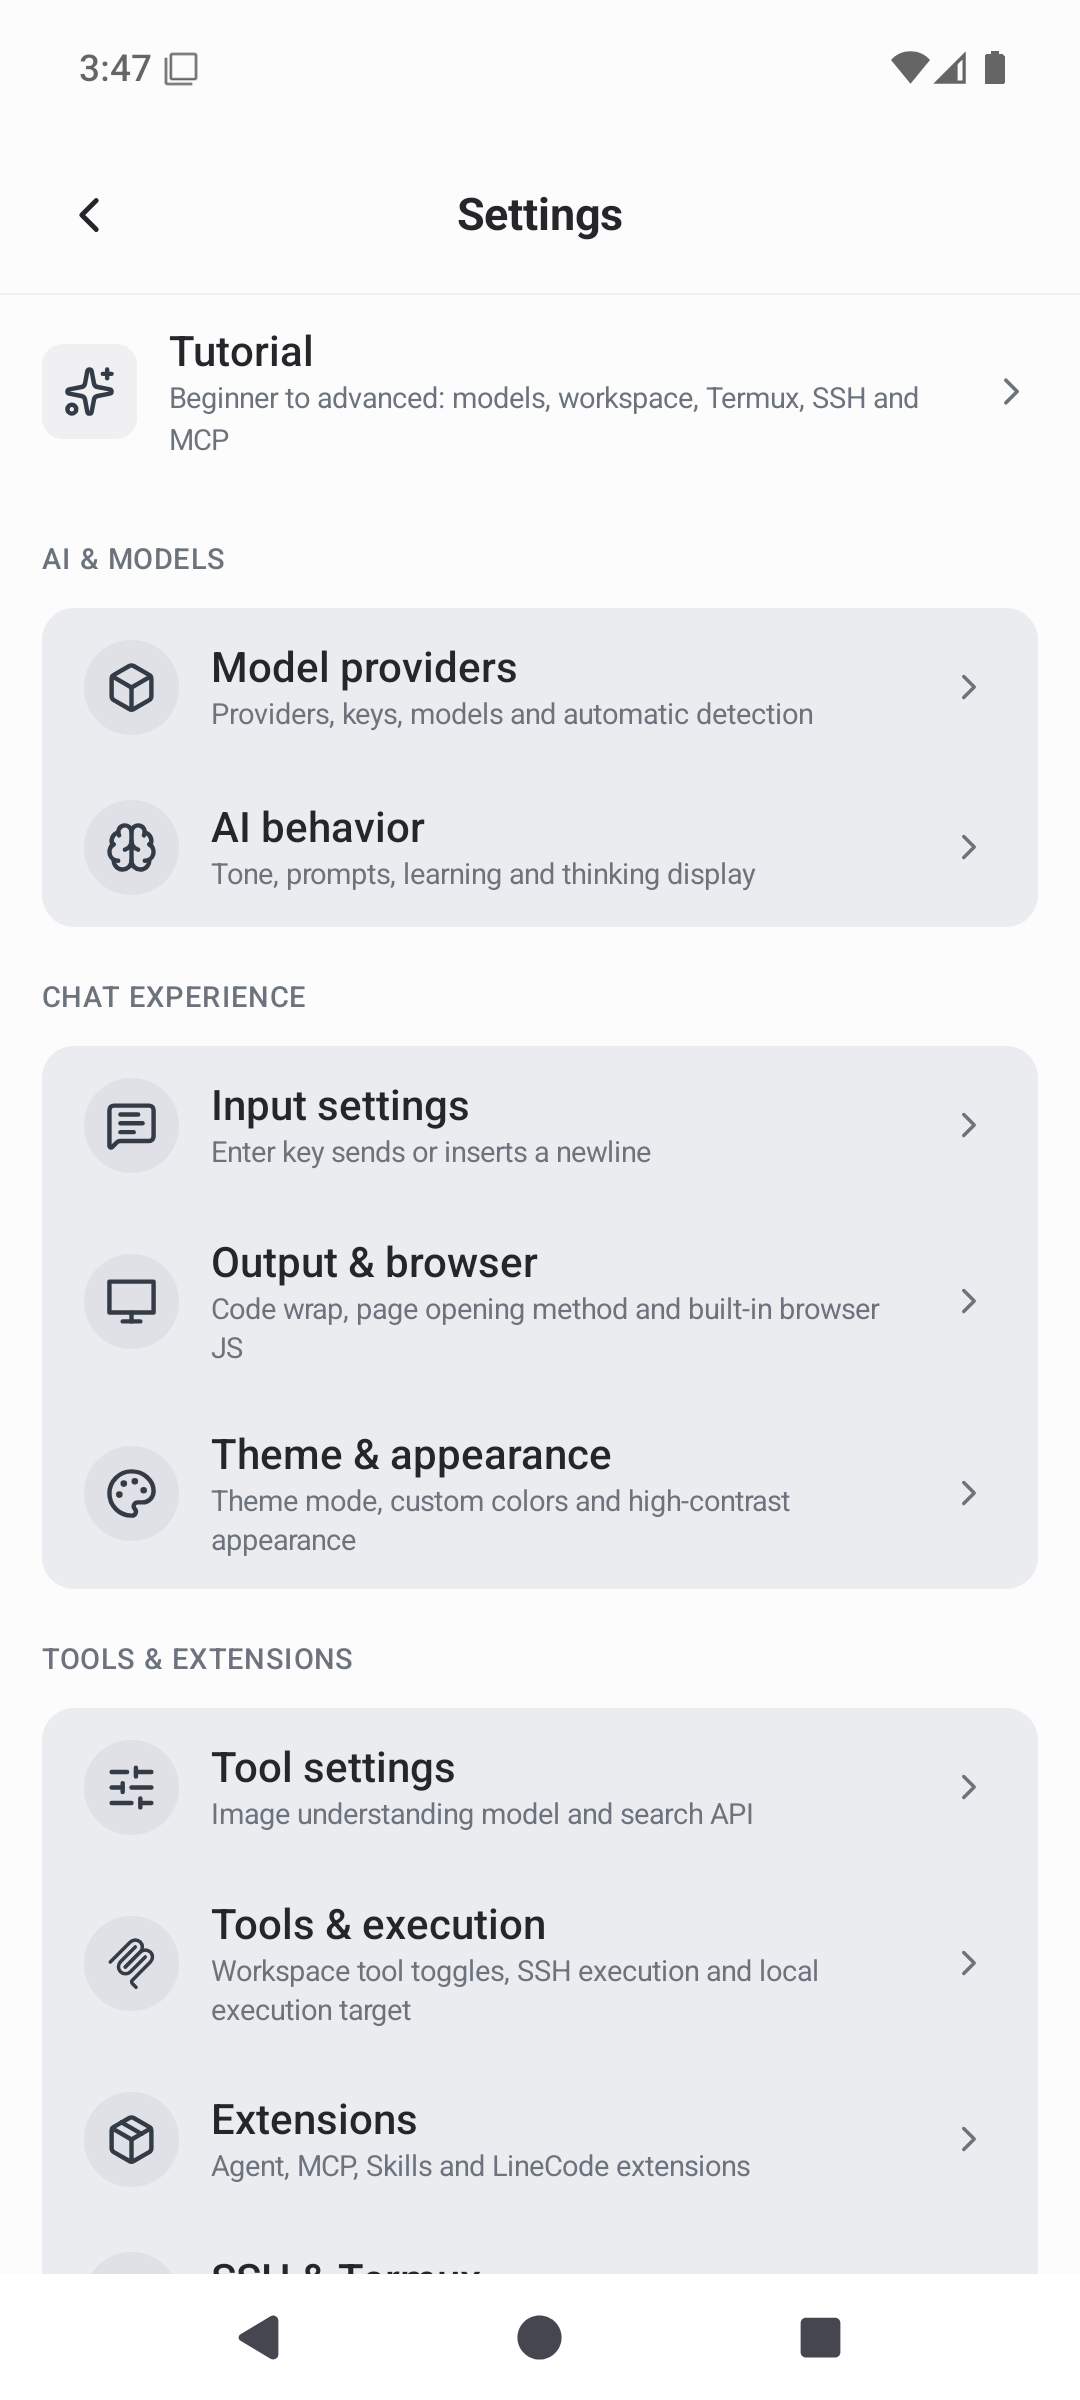 3:47
Settings
Tutorial
Beginner to advanced: models, workspace, Termux, SSH and
MCP
AI & MODELS
Model providers
Providers, keys, models and automatic detection
AI behavior
Tone, prompts, learning and thinking display
CHAT EXPERIENCE
Input settings
Enter key sends or inserts a newline
Output & browser
Code wrap, page opening method and built-in browser
JS
Theme & appearance
Theme mode, custom colors and high-contrast
appearance
TOOLS & EXTENSIONS
Tool settings
Image understanding model and search API
Tools & execution
Workspace tool toggles, SSH execution and local
execution target
Extensions
Agent, MCP, Skills and LineCode extensions
SSH & Termux